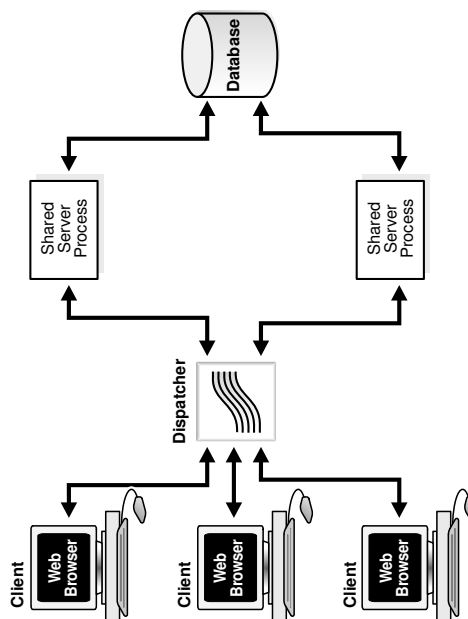 Client
Web
Browser
Client
Web
Browser
Client
Web
Browser
Dispatcher
Shared
Server
Process
Shared
Server
Process
Database